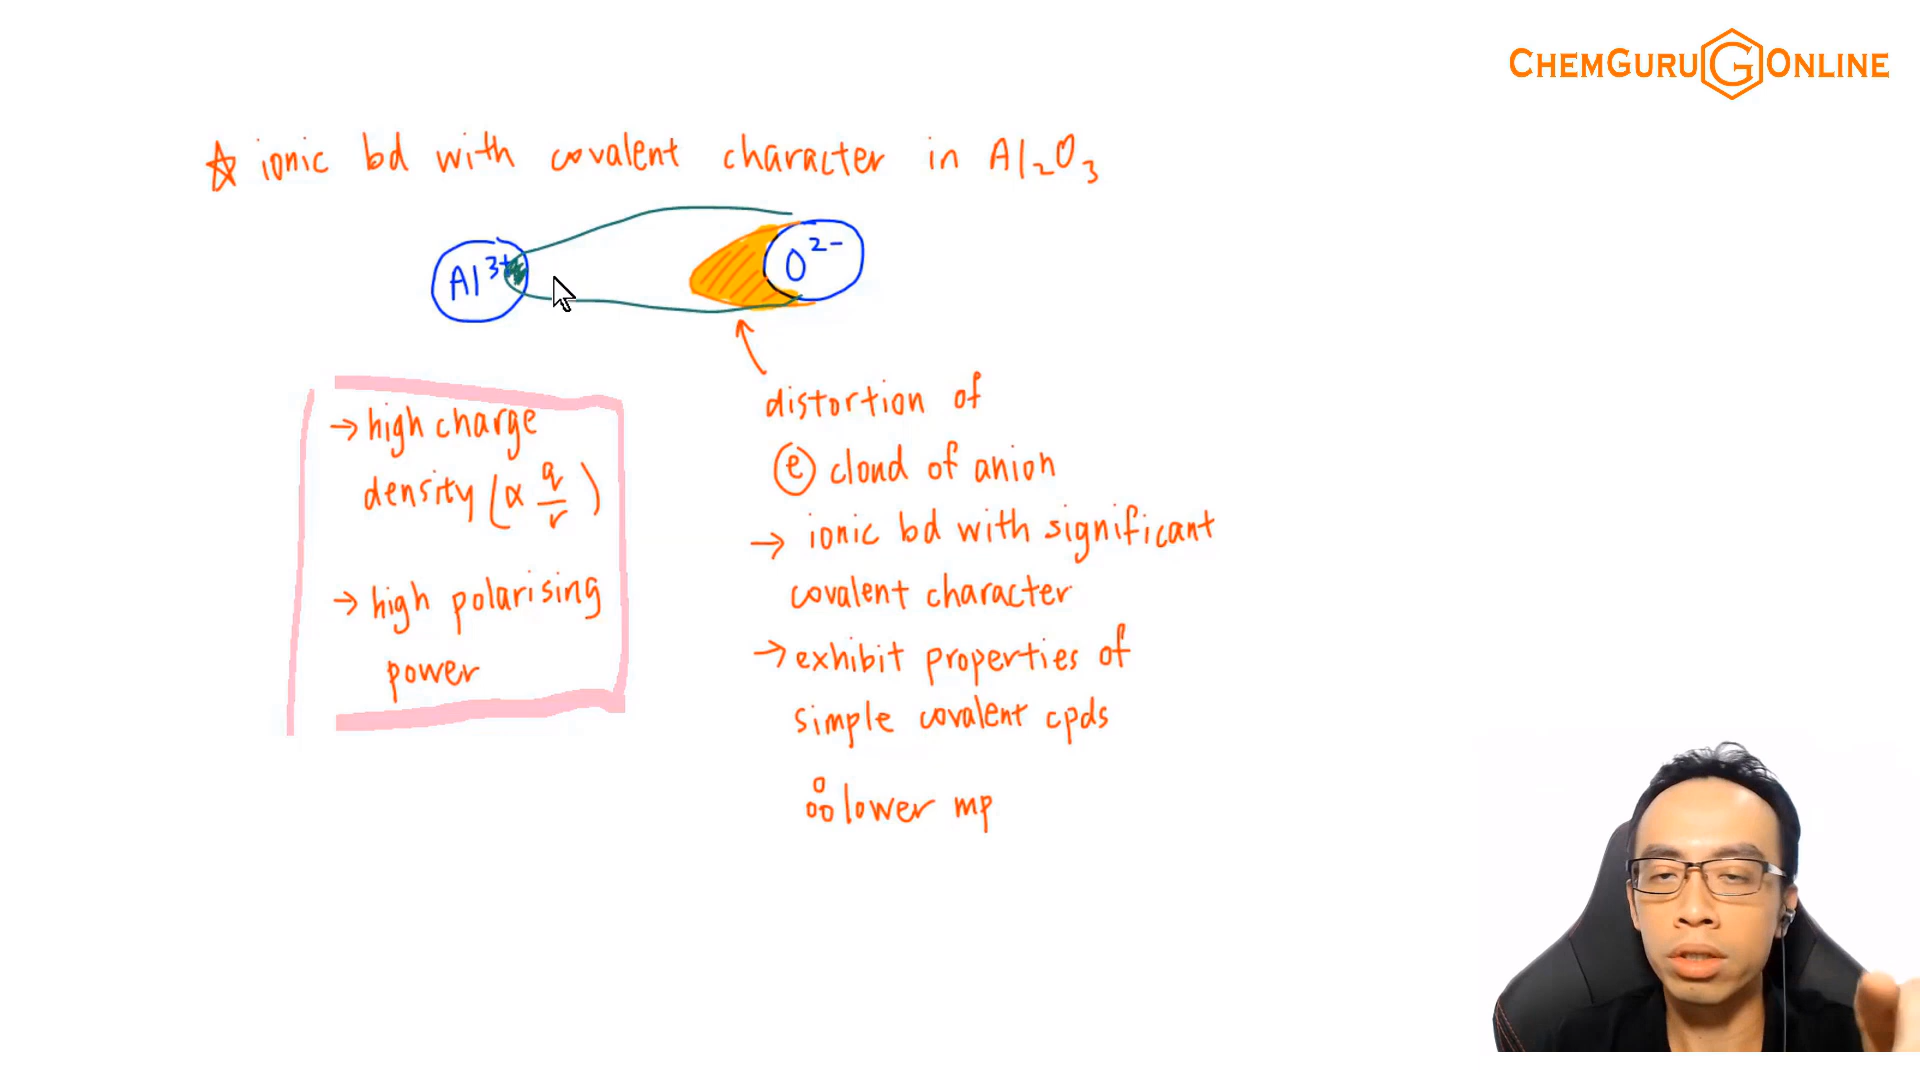 CHEMGURU G ONLINE
☆ ionic bd with covalent character in Al₂O₃
Al³⁺
O²⁻
→ high charge
density (α q/r)
→ high polarising
power
distortion of
ⓔ cloud of anion
→ ionic bd with significant
covalent character
→ exhibit properties of
simple covalent cpds
∴ lower mp